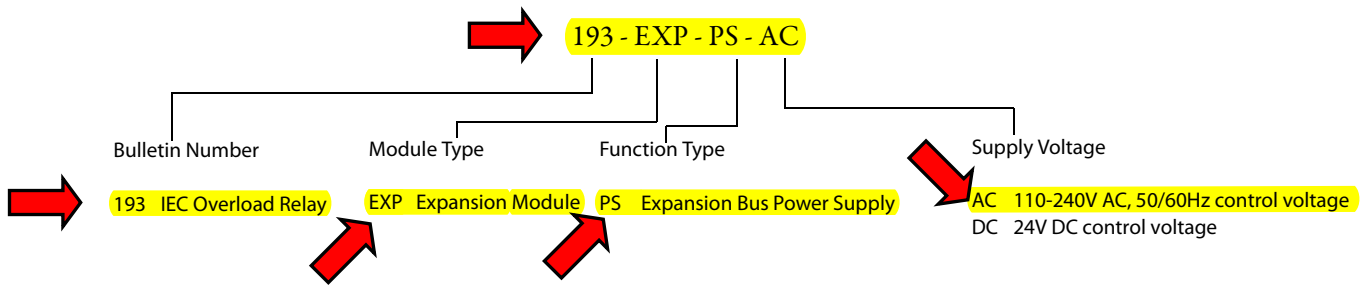 193 - EXP - PS - AC
Bulletin Number
Module Type
Function Type
Supply Voltage
193 IEC Overload Relay
EXP Expansion Module
PS Expansion Bus Power Supply
AC 110-240V AC, 50/60Hz control voltage
DC 24V DC control voltage